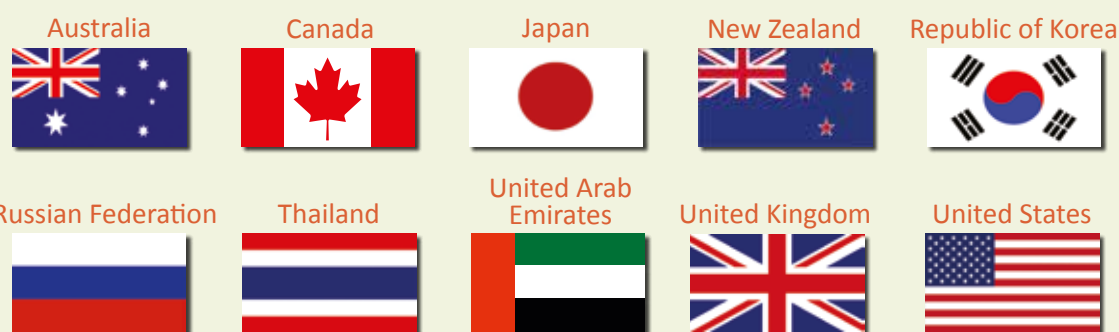 Australia
Canada
Japan
New Zealand
Republic of Korea
Russian Federation
Thailand
United Arab
Emirates
United Kingdom
United States